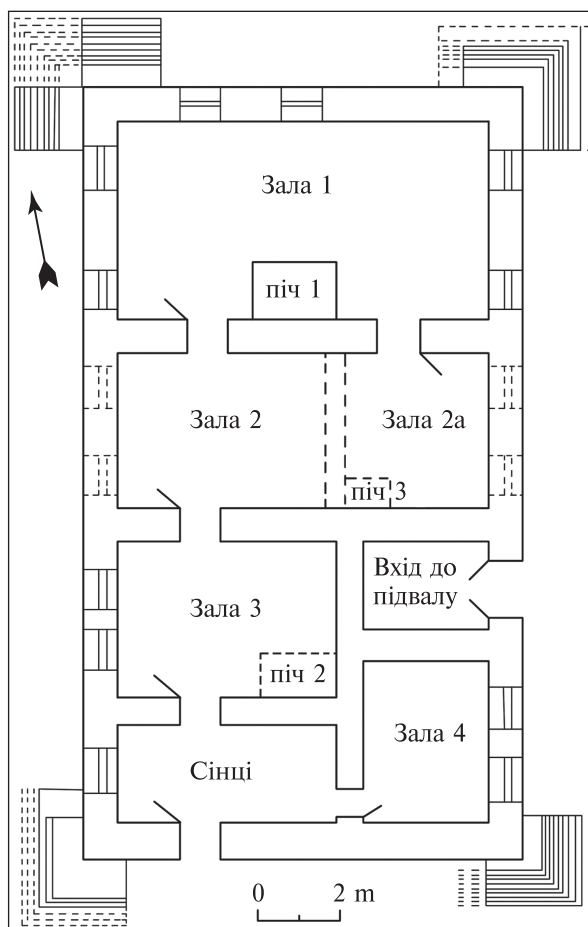 Зала 1
піч 1
Зала 2
Зала 2а
піч 3
Вхід до
підвалу
Зала 3
піч 2
Зала 4
Сінці
0 2 m